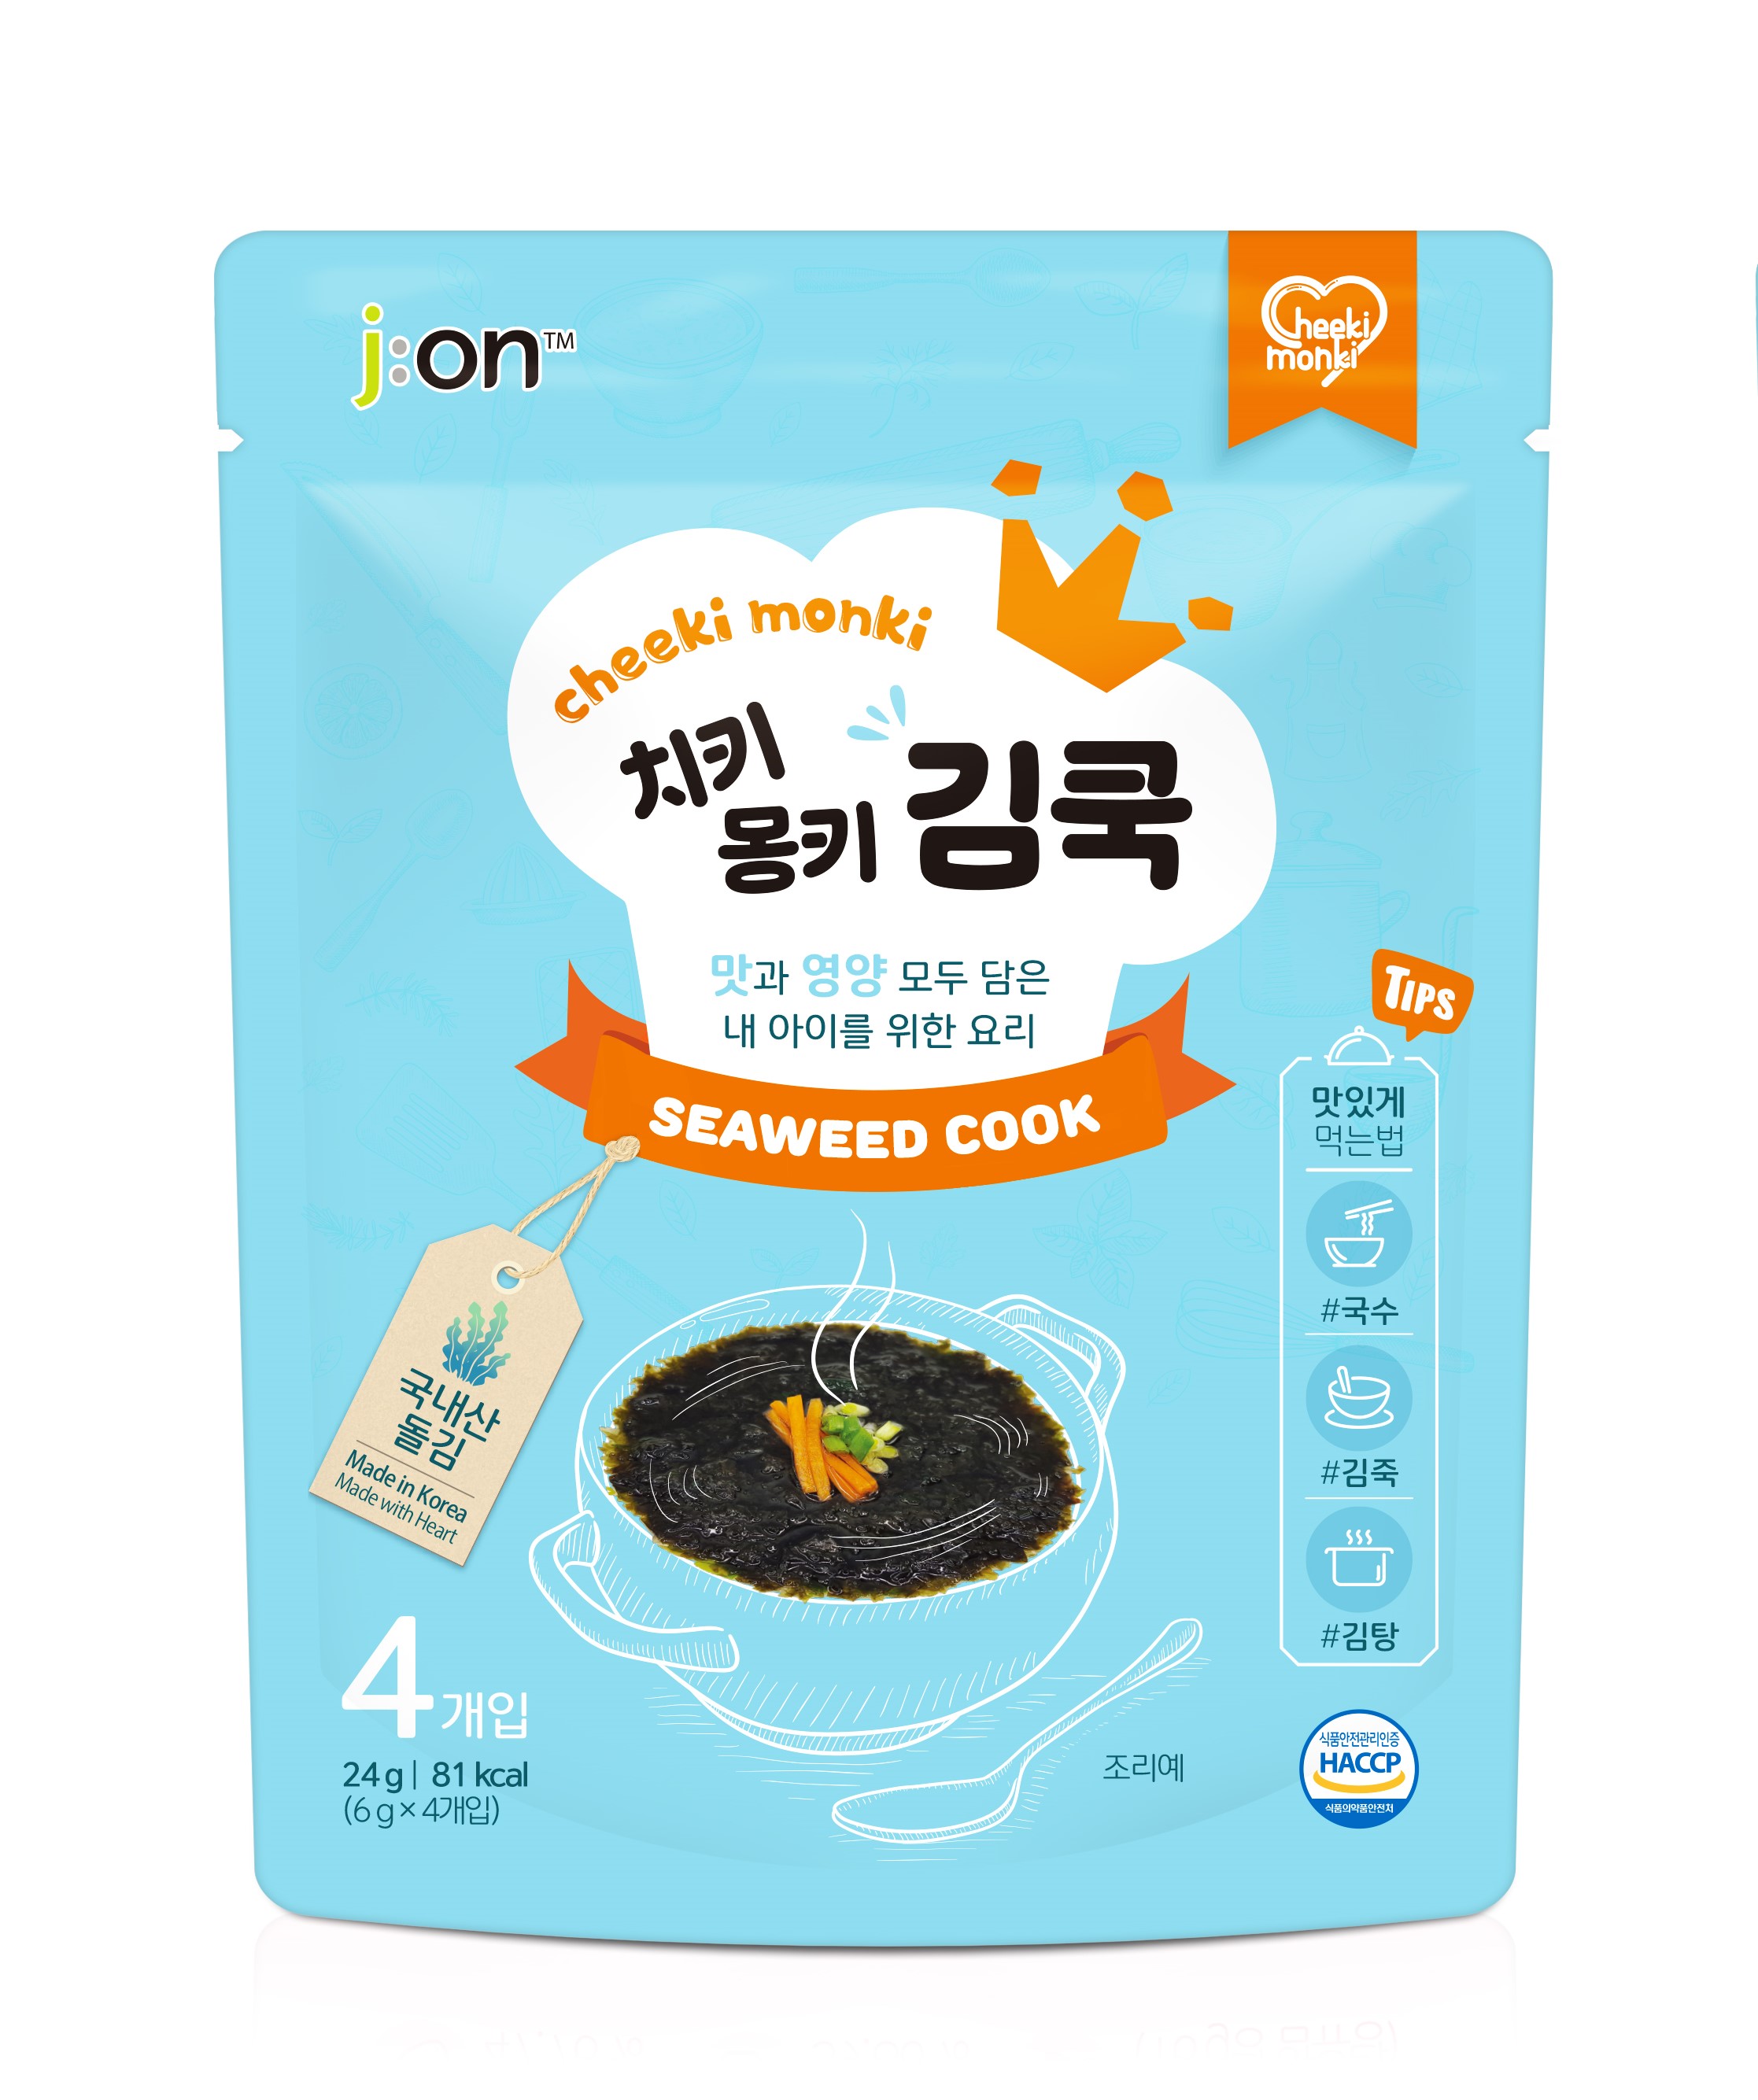 j:on™
cheeki
monki
cheeki monki
치키
몽키 김쿡
맛과 영양 모두 담은
내 아이를 위한 요리
SEAWEED COOK
TIPS
맛있게
먹는법
#국수
#김죽
#김탕
국내산
돌김
Made in Korea
Made with Heart
4개입
24g | 81 kcal
(6g×4개입)
조리예
식품안전관리인증
HACCP
식품의약품안전처